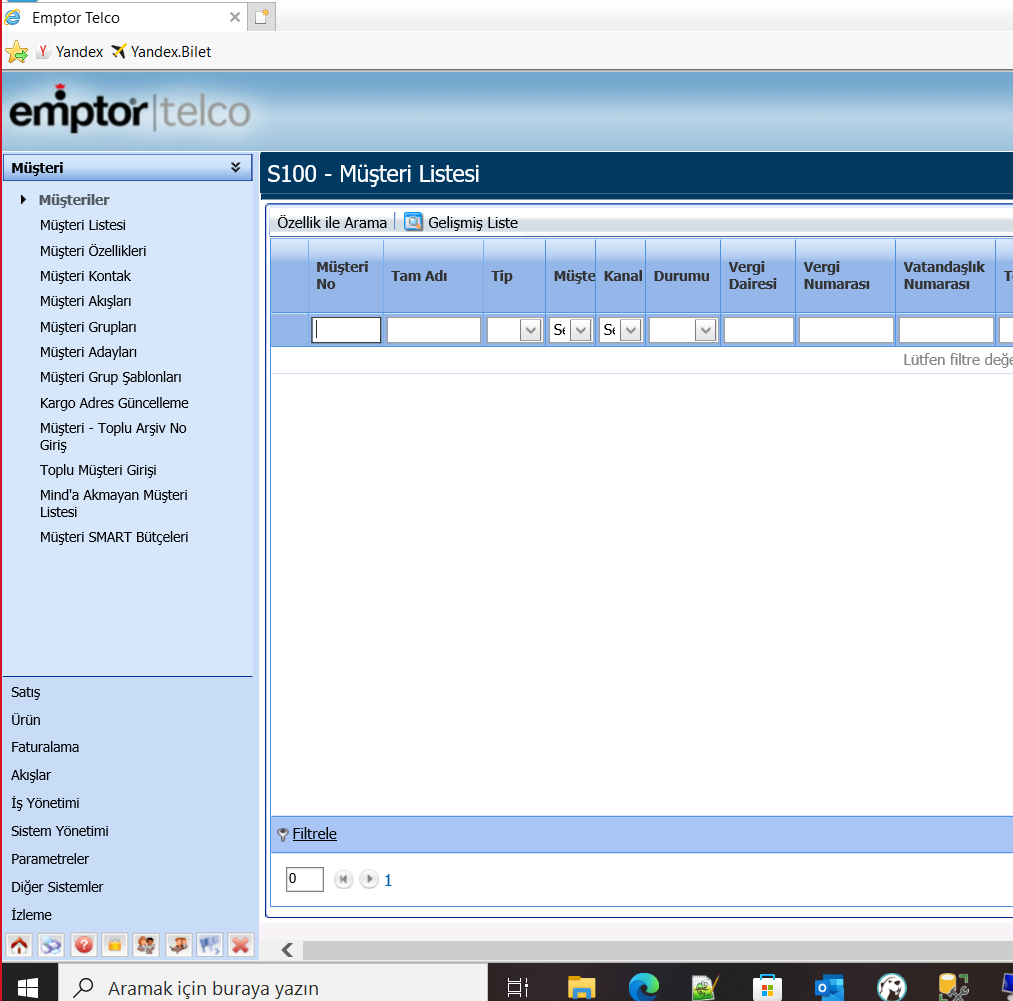 Emptor Telco
Yandex Yandex.Bilet
emptor|telco
Müşteri
S100 - Müşteri Listesi
Müşteriler
Müşteri Listesi
Müşteri Özellikleri
Müşteri Kontak
Müşteri Akışları
Müşteri Grupları
Müşteri Adayları
Müşteri Grup Şablonları
Kargo Adres Güncelleme
Müşteri - Toplu Arşiv No
Giriş
Toplu Müşteri Girişi
Mind'a Akmayan Müşteri
Listesi
Müşteri SMART Bütçeleri
Satış
Ürün
Faturalama
Akışlar
İş Yönetimi
Sistem Yönetimi
Parametreler
Diğer Sistemler
İzleme
Özellik ile Arama Gelişmiş Liste
Müşteri
No
Tam Adı
Tip
Müşte
Kanal
Durumu
Vergi
Dairesi
Vergi
Numarası
Vatandaşlık
Numarası
Se Se
Lütfen filtre değe
Filtrele
0 1
Aramak için buraya yazın